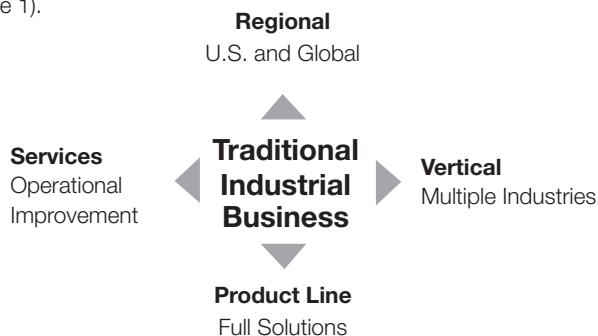 e 1).
Regional
U.S. and Global
Services
Operational
Improvement
Traditional
Industrial
Business
Vertical
Multiple Industries
Product Line
Full Solutions